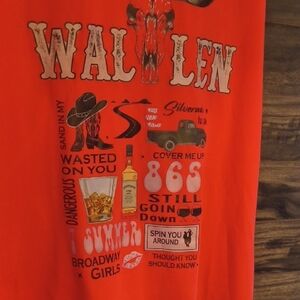 WAL LEN
SAND IN MY
Silverado
WASTED
ON YOU
COVER ME UP
DANGEROUS
865
STILL
GOIN
Down
SUMMER
SPIN YOU
AROUND
BROADWAY
GIRLS
THOUGHT YOU
SHOULD KNOW